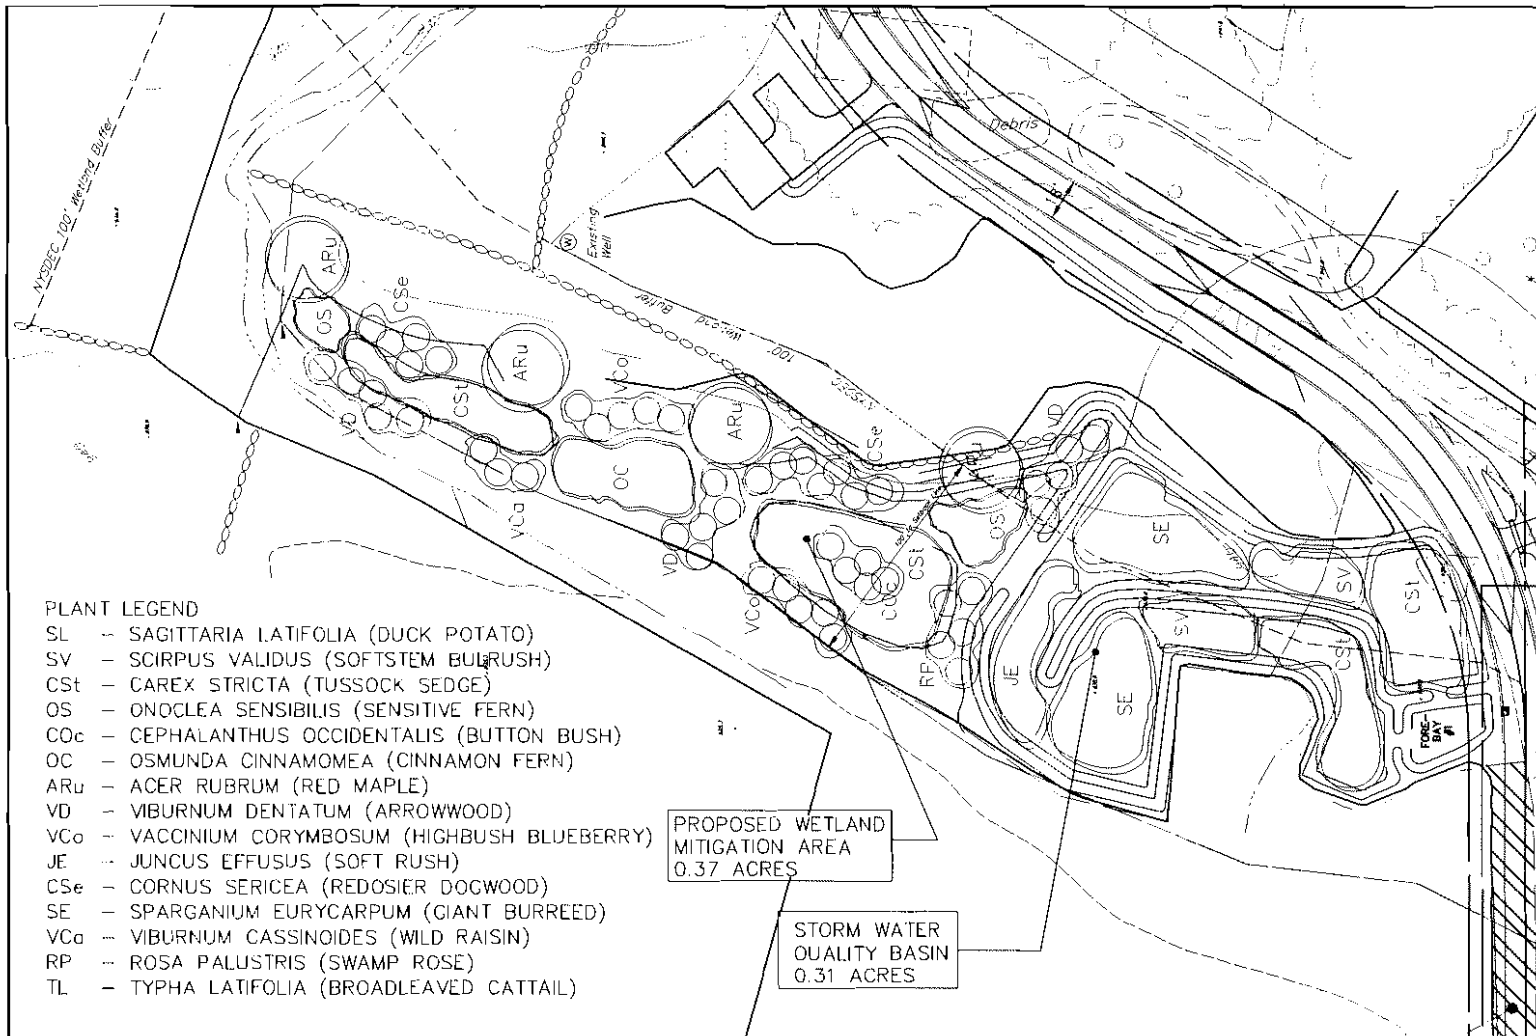 NYSDEC 100' Wetland Buffer
ARu
OS
CSe
CSt
VD
ARu
VCo
Existing
Well
W
Debris
18'
NYSDEC 100' Wetland Buffer
ARu
OC
VCa
VD
CSe
ARu
VD
OS
CSt
VCo
RP
JE
SE
SV
CSt
SV
CSt
SE
FORE-
BAY
#1
PLANT LEGEND
SL - SAGITTARIA LATIFOLIA (DUCK POTATO)
SV - SCIRPUS VALIDUS (SOFTSTEM BULRUSH)
CSt - CAREX STRICTA (TUSSOCK SEDGE)
OS - ONOCLEA SENSIBILIS (SENSITIVE FERN)
COc - CEPHALANTHUS OCCIDENTALIS (BUTTON BUSH)
OC - OSMUNDA CINNAMOMEA (CINNAMON FERN)
ARu - ACER RUBRUM (RED MAPLE)
VD - VIBURNUM DENTATUM (ARROWWOOD)
VCo - VACCINIUM CORYMBOSUM (HIGHBUSH BLUEBERRY)
JE - JUNCUS EFFUSUS (SOFT RUSH)
CSe - CORNUS SERICEA (REDOSIER DOGWOOD)
SE - SPARGANIUM EURYCARPUM (GIANT BURREED)
VCa - VIBURNUM CASSINOIDES (WILD RAISIN)
RP - ROSA PALUSTRIS (SWAMP ROSE)
TL - TYPHA LATIFOLIA (BROADLEAVED CATTAIL)
PROPOSED WETLAND
MITIGATION AREA
0.37 ACRES
STORM WATER
QUALITY BASIN
0.31 ACRES